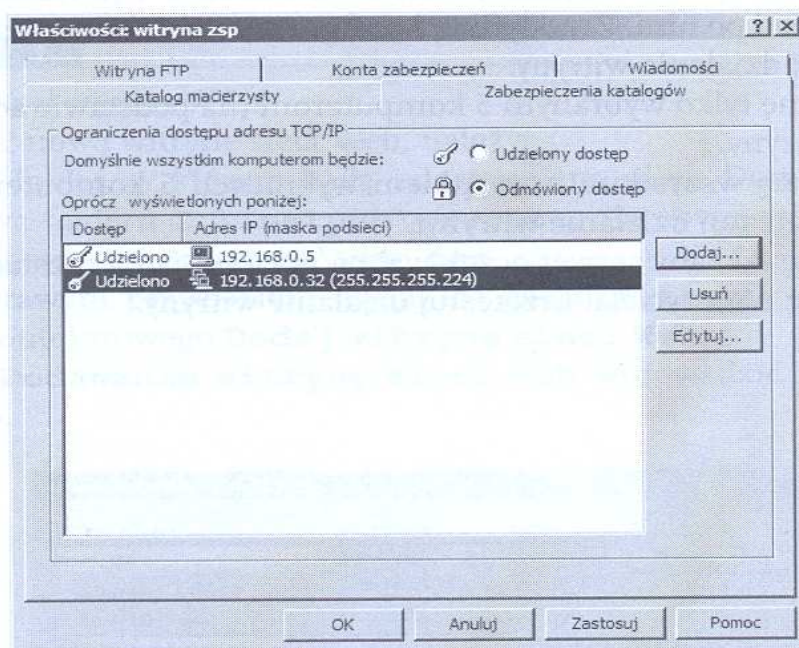 Właściwości: witryna zsp
Witryna FTP Konta zabezpieczeń Wiadomości
Katalog macierzysty Zabezpieczenia katalogów
Ograniczenia dostępu adresu TCP/IP
Domyślnie wszystkim komputerom będzie: Udzielony dostęp
Odmówiony dostęp
Oprócz wyświetlonych poniżej:
Dostęp Adres IP (maska podsieci)
Udzielono 192.168.0.5
Udzielono 192.168.0.32 (255.255.255.224)
Dodaj...
Usuń
Edytuj...
OK Anuluj Zastosuj Pomoc